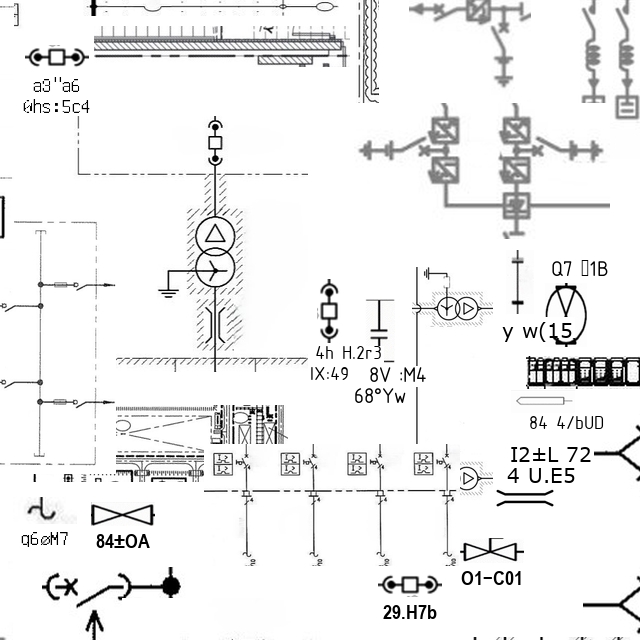 a3"a6
0hs:5c4
Q7 ▯1B
y w(15
4h H.2r3_
IX:49
8V :M4
68°Yw
84 4/bUD
I2±L 72
4 U.E5
q6⌀M7
84±OA
O1-C01
29.H7b